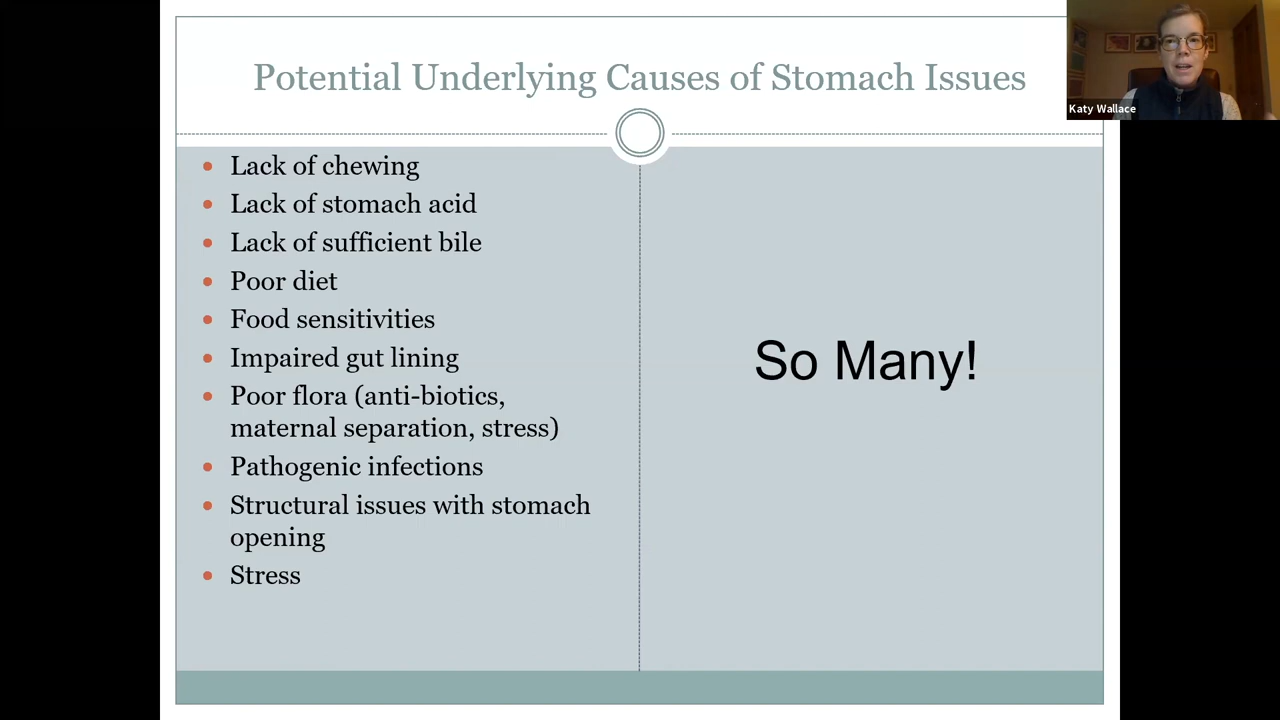 Potential Underlying Causes of Stomach Issues
Katy Wallace
• Lack of chewing
• Lack of stomach acid
• Lack of sufficient bile
• Poor diet
• Food sensitivities
• Impaired gut lining
• Poor flora (anti-biotics,
maternal separation, stress)
• Pathogenic infections
• Structural issues with stomach
opening
• Stress
So Many!